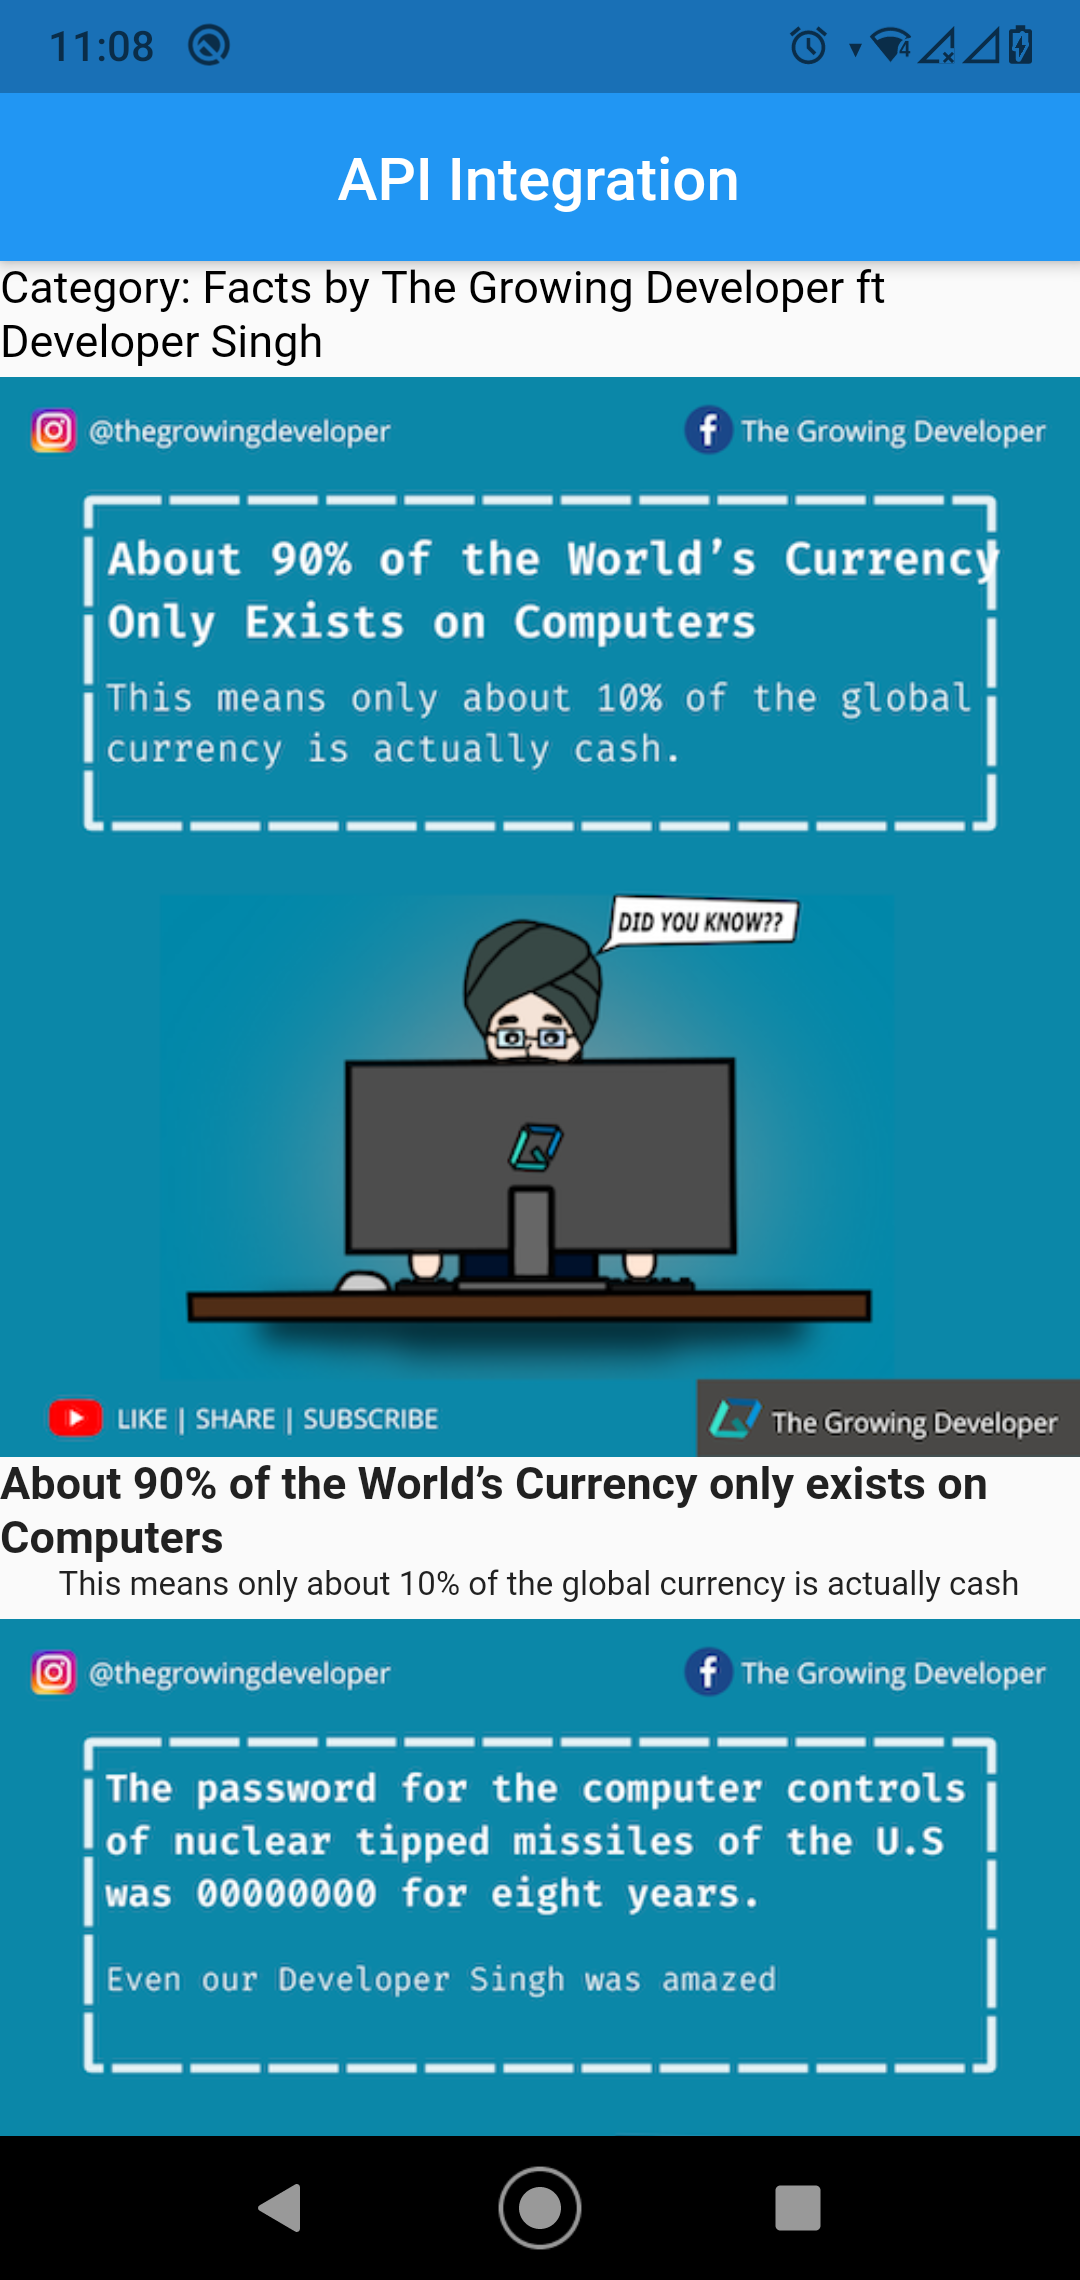 11:08
4
API Integration
Category: Facts by The Growing Developer ft
Developer Singh
@thegrowingdeveloper
The Growing Developer
About 90% of the World’s Currency
Only Exists on Computers
This means only about 10% of the global
currency is actually cash.
DID YOU KNOW??
LIKE | SHARE | SUBSCRIBE
The Growing Developer
About 90% of the World’s Currency only exists on
Computers
This means only about 10% of the global currency is actually cash
@thegrowingdeveloper
The Growing Developer
The password for the computer controls
of nuclear tipped missiles of the U.S
was 00000000 for eight years.
Even our Developer Singh was amazed